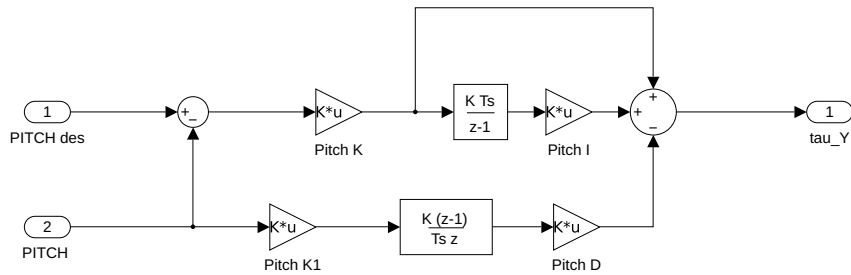 +
1
PITCH des
+
−
K*u
Pitch K
K Ts
z-1
K*u
Pitch I
+
−
1
tau_Y
2
PITCH
K*u
Pitch K1
K (z-1)
Ts z
K*u
Pitch D